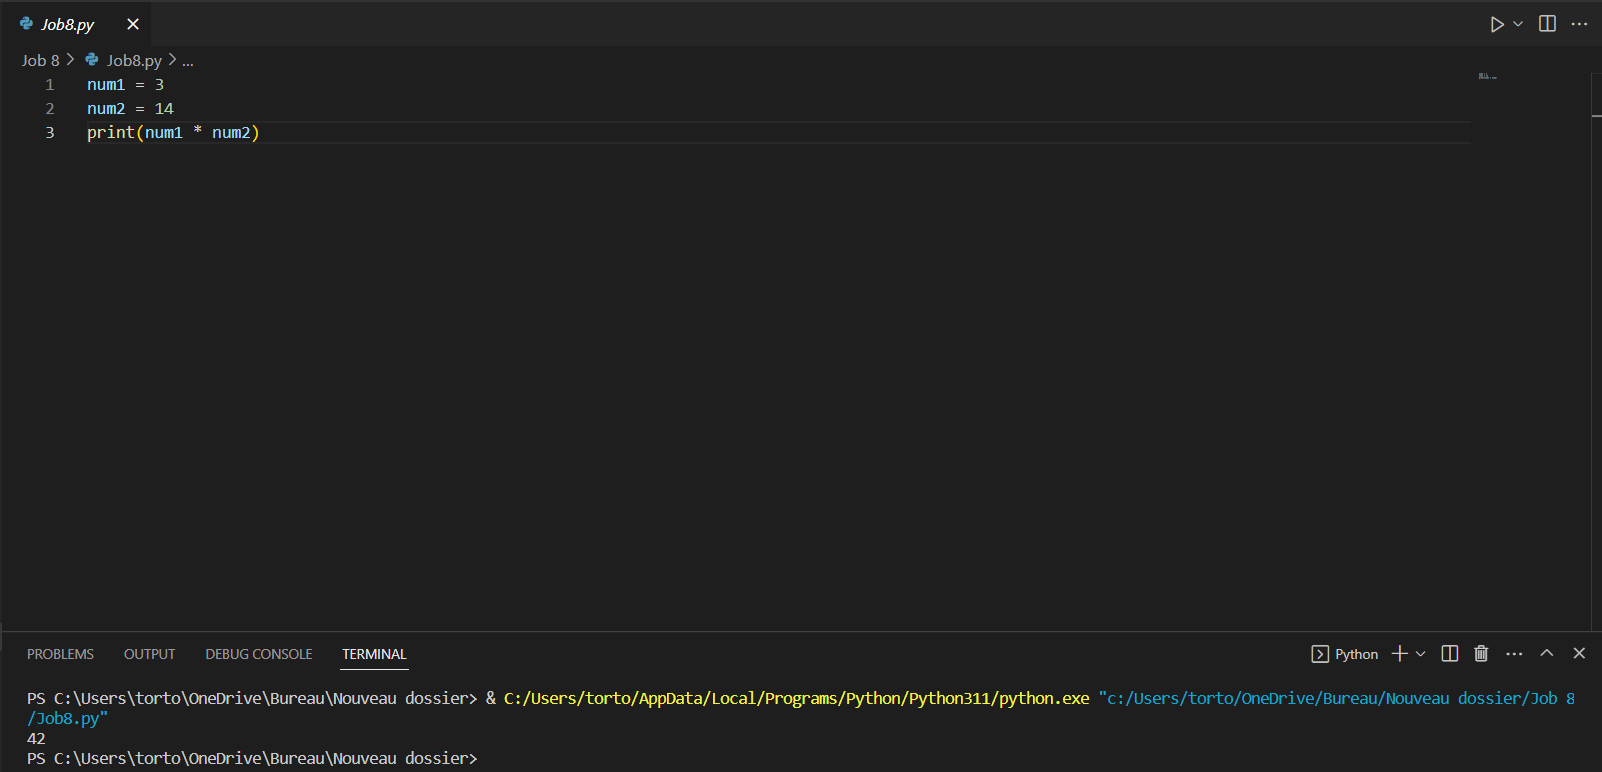 Job8.py
Job 8 > Job8.py > ...
1 num1 = 3
2 num2 = 14
3 print(num1 * num2)
PROBLEMS OUTPUT DEBUG CONSOLE TERMINAL Python
PS C:\Users\torto\OneDrive\Bureau\Nouveau dossier> & C:/Users/torto/AppData/Local/Programs/Python/Python311/python.exe "c:/Users/torto/OneDrive/Bureau/Nouveau dossier/Job 8
/Job8.py"
42
PS C:\Users\torto\OneDrive\Bureau\Nouveau dossier>